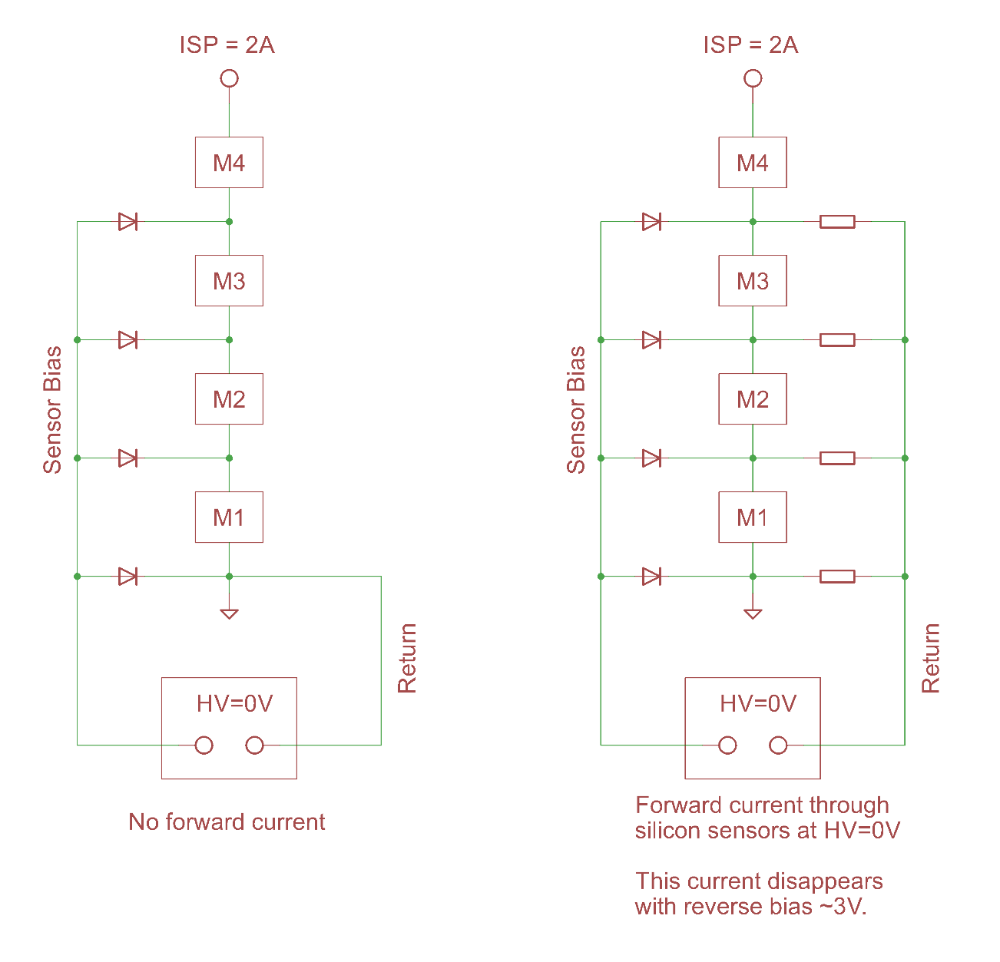 ISP = 2A
M4
M3
M2
M1
Sensor Bias
Return
HV=0V
No forward current
ISP = 2A
M4
M3
M2
M1
Sensor Bias
Return
HV=0V
Forward current through
silicon sensors at HV=0V
This current disappears
with reverse bias ~3V.